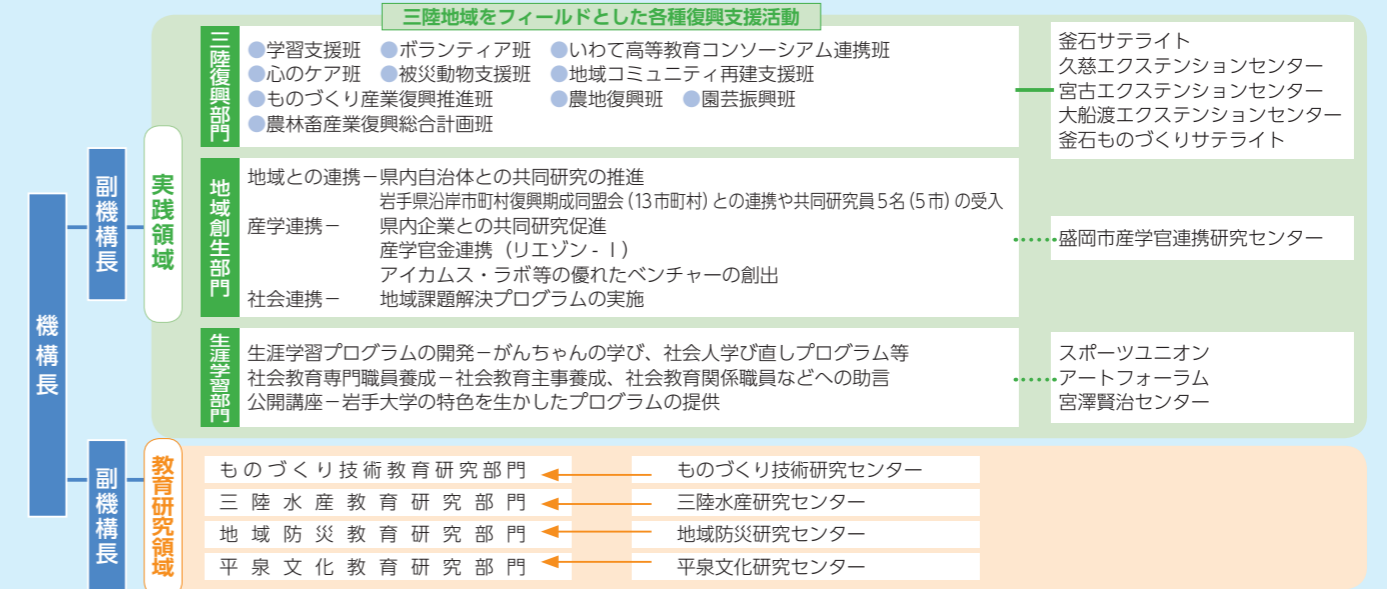 三陸地域をフィールドとした各種復興支援活動
機構長
副機構長
実践領域
三陸復興部門
●学習支援班 ●ボランティア班 ●いわて高等教育コンソーシアム連携班
●心のケア班 ●被災動物支援班 ●地域コミュニティ再建支援班
●ものづくり産業復興推進班 ●農地復興班 ●園芸振興班
●農林畜産業復興総合計画班
釜石サテライト
久慈エクステンションセンター
宮古エクステンションセンター
大船渡エクステンションセンター
釜石ものづくりサテライト
地域創生部門
地域との連携－県内自治体との共同研究の推進
岩手県沿岸市町村復興期成同盟会（13市町村）との連携や共同研究員5名（5市）の受入
産学連携－ 県内企業との共同研究促進
産学官金連携（リエゾン-Ｉ）
アイカムス・ラボ等の優れたベンチャーの創出
社会連携－ 地域課題解決プログラムの実施
盛岡市産学官連携研究センター
生涯学習部門
生涯学習プログラムの開発－がんちゃんの学び、社会人学び直しプログラム等
社会教育専門職員養成－社会教育主事養成、社会教育関係職員などへの助言
公開講座－岩手大学の特色を生かしたプログラムの提供
スポーツユニオン
アートフォーラム
宮澤賢治センター
副機構長
教育研究領域
ものづくり技術教育研究部門 ものづくり技術研究センター
三陸水産教育研究部門 三陸水産研究センター
地域防災教育研究部門 地域防災研究センター
平泉文化教育研究部門 平泉文化研究センター